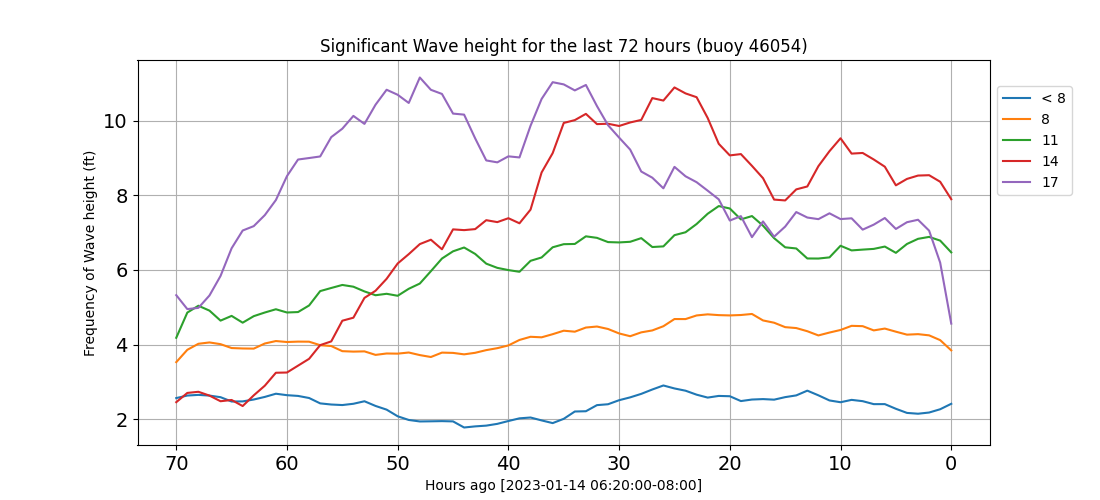 Significant Wave height for the last 72 hours (buoy 46054)
Frequency of Wave height (ft)
10
8
6
4
2
70 60 50 40 30 20 10 0
Hours ago [2023-01-14 06:20:00-08:00]
< 8
8
11
14
17